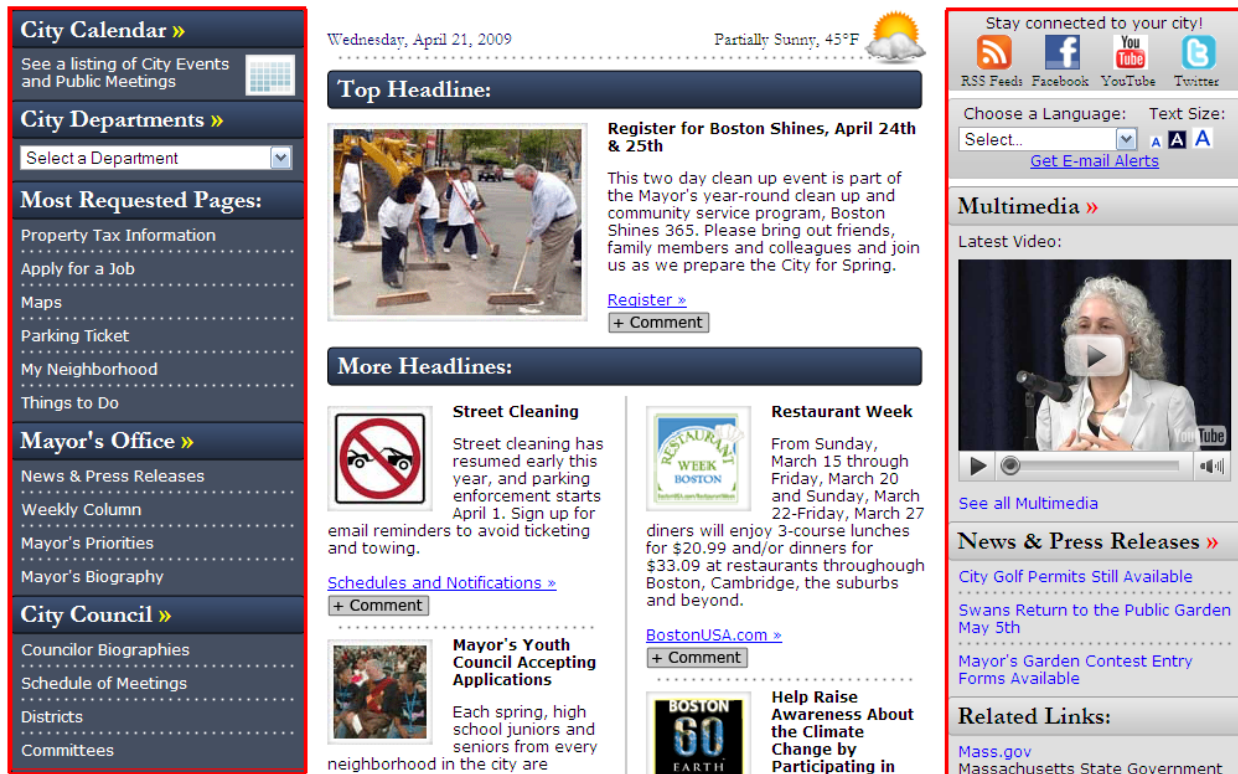 City Calendar »
See a listing of City Events
and Public Meetings
City Departments »
Select a Department
Most Requested Pages:
Property Tax Information
Apply for a Job
Maps
Parking Ticket
My Neighborhood
Things to Do
Mayor's Office »
News & Press Releases
Weekly Column
Mayor's Priorities
Mayor's Biography
City Council »
Councilor Biographies
Schedule of Meetings
Districts
Committees
Wednesday, April 21, 2009
Partially Sunny, 45°F
Top Headline:
Register for Boston Shines, April 24th
& 25th
This two day clean up event is part of
the Mayor's year-round clean up and
community service program, Boston
Shines 365. Please bring out friends,
family members and colleagues and join
us as we prepare the City for Spring.
Register »
+ Comment
More Headlines:
Street Cleaning
Street cleaning has
resumed early this
year, and parking
enforcement starts
April 1. Sign up for
email reminders to avoid ticketing
and towing.
Schedules and Notifications »
+ Comment
Mayor's Youth
Council Accepting
Applications
Each spring, high
school juniors and
seniors from every
neighborhood in the city are
RESTAURANT
WEEK
BOSTON
Restaurant Week
From Sunday,
March 15 through
Friday, March 20
and Sunday, March
22-Friday, March 27
diners will enjoy 3-course lunches
for $20.99 and/or dinners for
$33.09 at restaurants throughough
Boston, Cambridge, the suburbs
and beyond.
BostonUSA.com »
+ Comment
BOSTON
60
EARTH
Help Raise
Awareness About
the Climate
Change by
Participating in
Stay connected to your city!
You
Tube
RSS Feeds Facebook YouTube Twitter
Choose a Language: Text Size:
Select... A A A
Get E-mail Alerts
Multimedia »
Latest Video:
YouTube
See all Multimedia
News & Press Releases »
City Golf Permits Still Available
Swans Return to the Public Garden
May 5th
Mayor's Garden Contest Entry
Forms Available
Related Links:
Mass.gov
Massachusetts State Government